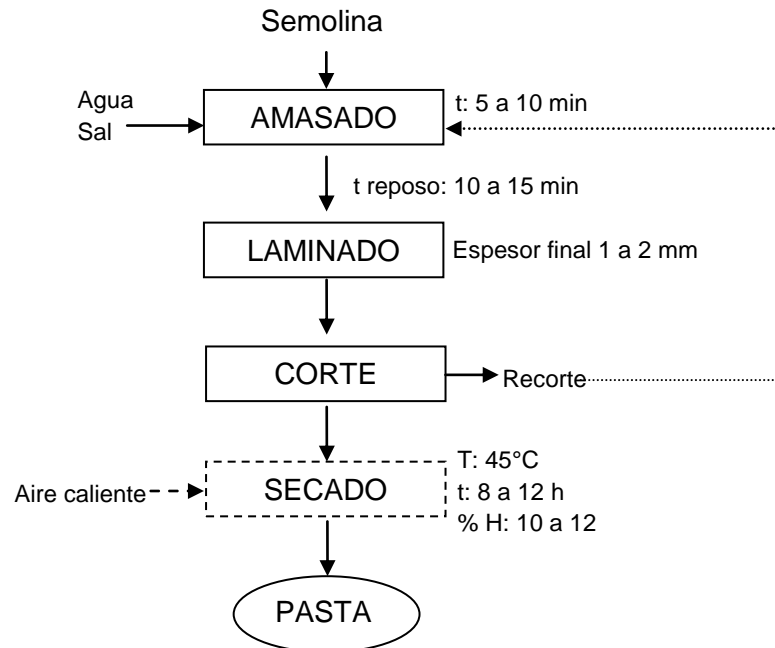 Semolina
Agua
Sal
AMASADO
t: 5 a 10 min
t reposo: 10 a 15 min
LAMINADO
Espesor final 1 a 2 mm
CORTE
Recorte
Aire caliente
SECADO
T: 45°C
t: 8 a 12 h
% H: 10 a 12
PASTA